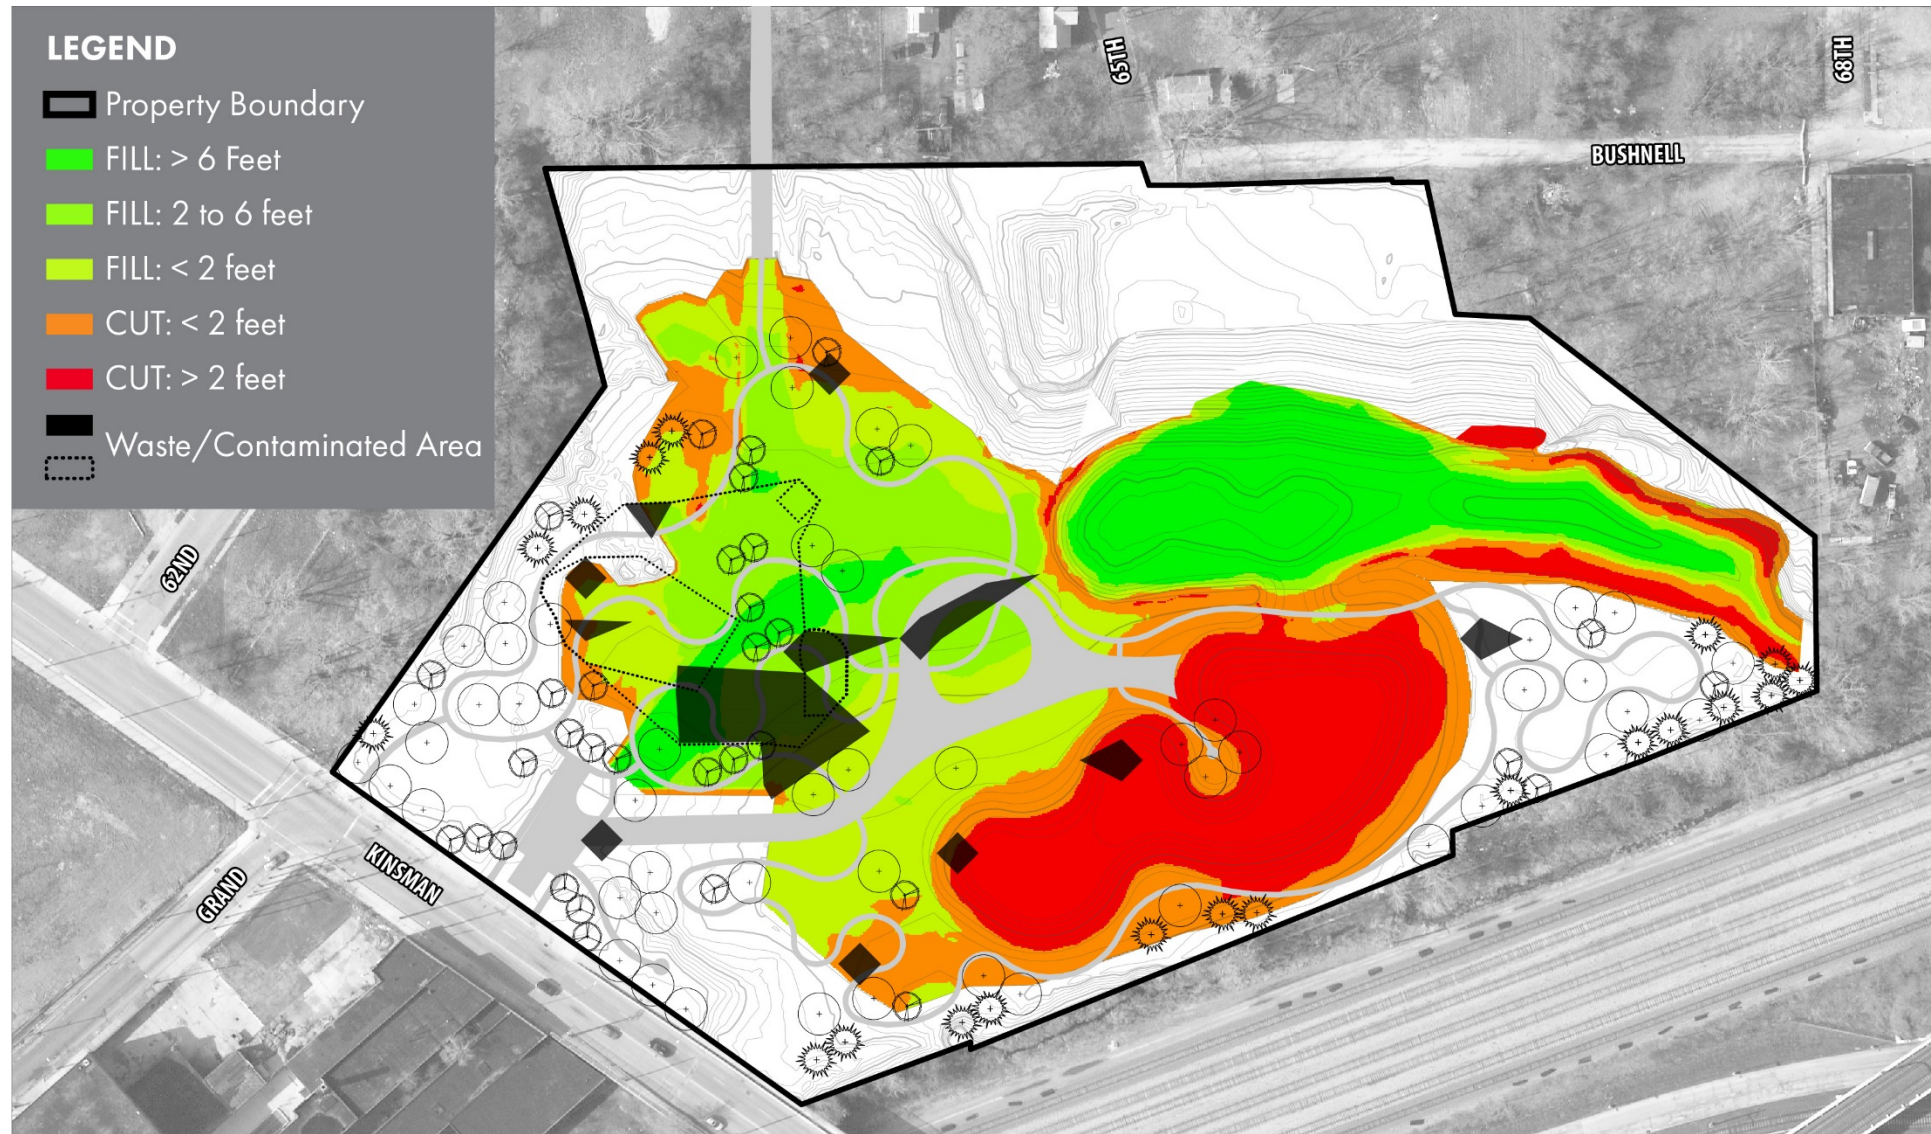 LEGEND
Property Boundary
FILL: > 6 Feet
FILL: 2 to 6 feet
FILL: < 2 feet
CUT: < 2 feet
CUT: > 2 feet
Waste/Contaminated Area
65TH
68TH
BUSHNELL
62ND
GRAND
KINSMAN